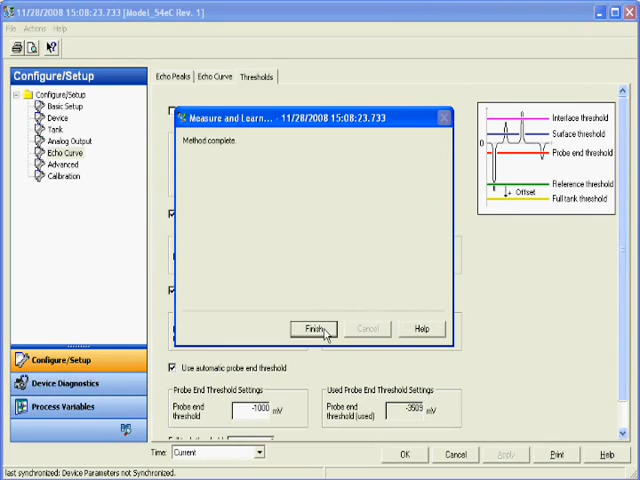 11/28/2008 15:08:23.733 [Model_54eC Rev. 1]
File Actions Help
Configure/Setup
Echo Peaks Echo Curve Thresholds
Configure/Setup
Basic Setup
Device
Tank
Analog Output
Echo Curve
Advanced
Calibration
Measure and Learn... - 11/28/2008 15:08:23.733
Method complete.
Finish Cancel Help
Interface threshold
Surface threshold
0
Probe end threshold
Reference threshold
Offset
Full tank threshold
Use automatic probe end threshold
Probe End Threshold Settings
Probe end threshold -1000 mV
Used Probe End Threshold Settings
Probe end threshold (used) -3509 mV
Configure/Setup
Device Diagnostics
Process Variables
Time: Current
OK Cancel Apply Print Help
last synchronized: Device Parameters not Synchronized.